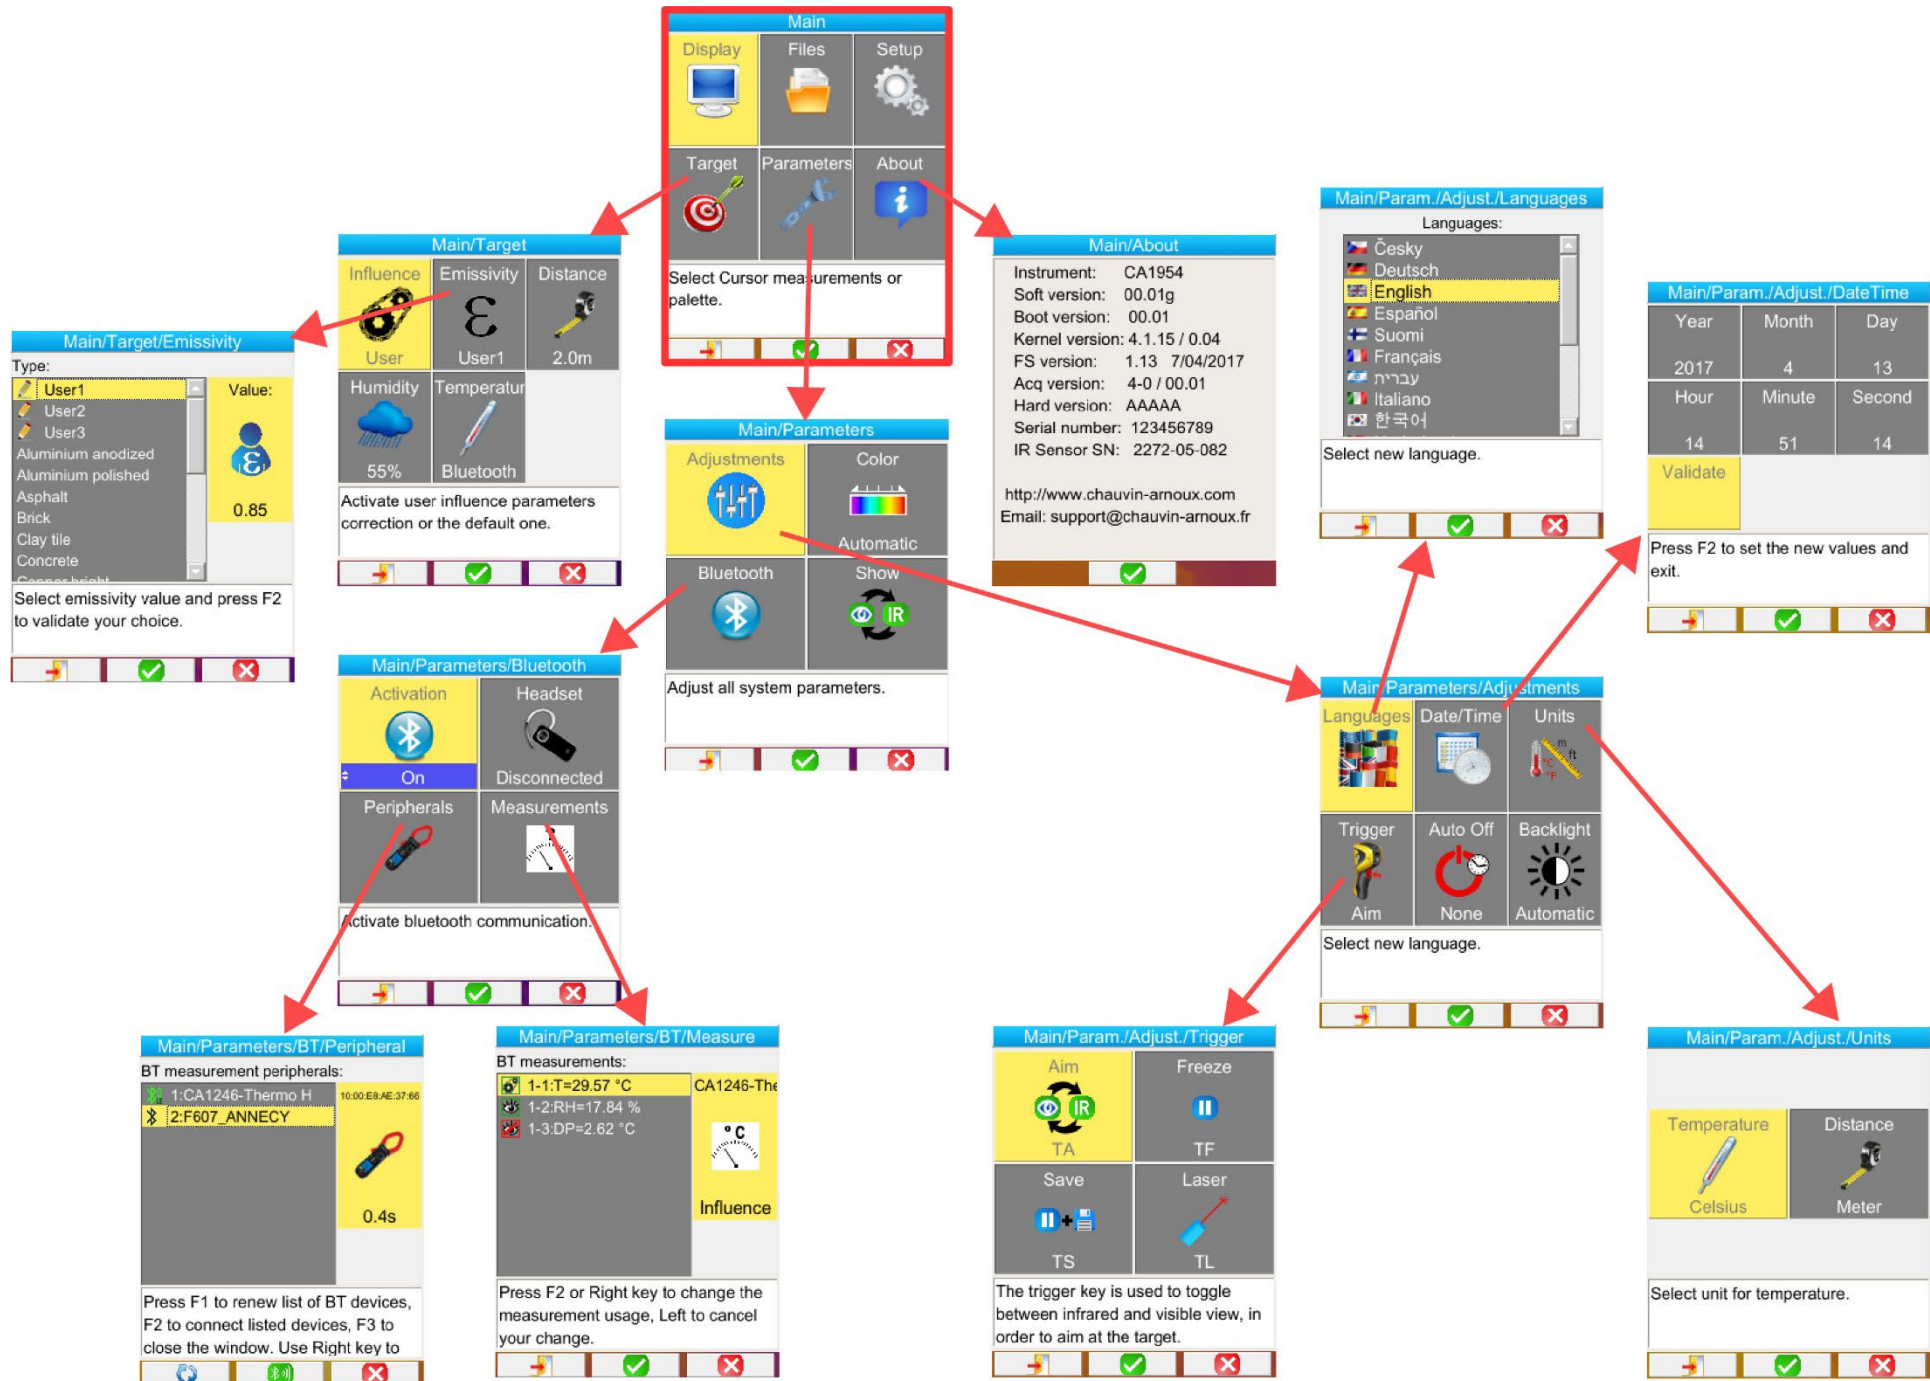 Main
Display Files Setup
Target Parameters About
Select Cursor measurements or
palette.
Main/Target
Influence Emissivity Distance
User User1 2.0m
Humidity Temperatur
55% Bluetooth
Activate user influence parameters
correction or the default one.
Main/Target/Emissivity
Type:
User1
User2
User3
Aluminium anodized
Aluminium polished
Asphalt
Brick
Clay tile
Concrete
Value:
0.85
Select emissivity value and press F2
to validate your choice.
Main/About
Instrument: CA1954
Soft version: 00.01g
Boot version: 00.01
Kernel version: 4.1.15 / 0.04
FS version: 1.13 7/04/2017
Acq version: 4-0 / 00.01
Hard version: AAAAA
Serial number: 123456789
IR Sensor SN: 2272-05-082
http://www.chauvin-arnoux.com
Email: support@chauvin-arnoux.fr
Main/Param./Adjust./Languages
Languages:
Česky
Deutsch
English
Español
Suomi
Français
עברית
Italiano
한국어
Select new language.
Main/Param./Adjust./DateTime
Year Month Day
2017 4 13
Hour Minute Second
14 51 14
Validate
Press F2 to set the new values and
exit.
Main/Parameters
Adjustments Color
Automatic
Bluetooth Show
IR
Adjust all system parameters.
Main/Parameters/Bluetooth
Activation Headset
On Disconnected
Peripherals Measurements
Activate bluetooth communication.
Main/Parameters/Adjustments
Languages Date/Time Units
m
ft
°C
°F
Trigger Auto Off Backlight
Aim None Automatic
Select new language.
Main/Parameters/BT/Peripheral
BT measurement peripherals:
1:CA1246-Thermo H
2:F607_ANNECY
10:00:E8:AE:37:66
0.4s
Press F1 to renew list of BT devices,
F2 to connect listed devices, F3 to
close the window. Use Right key to
Main/Parameters/BT/Measure
BT measurements:
1-1:T=29.57 °C
1-2:RH=17.84 %
1-3:DP=2.62 °C
CA1246-The
°C
Influence
Press F2 or Right key to change the
measurement usage, Left to cancel
your change.
Main/Param./Adjust./Trigger
Aim Freeze
IR
TA TF
Save Laser
TS TL
The trigger key is used to toggle
between infrared and visible view, in
order to aim at the target.
Main/Param./Adjust./Units
Temperature Distance
Celsius Meter
Select unit for temperature.